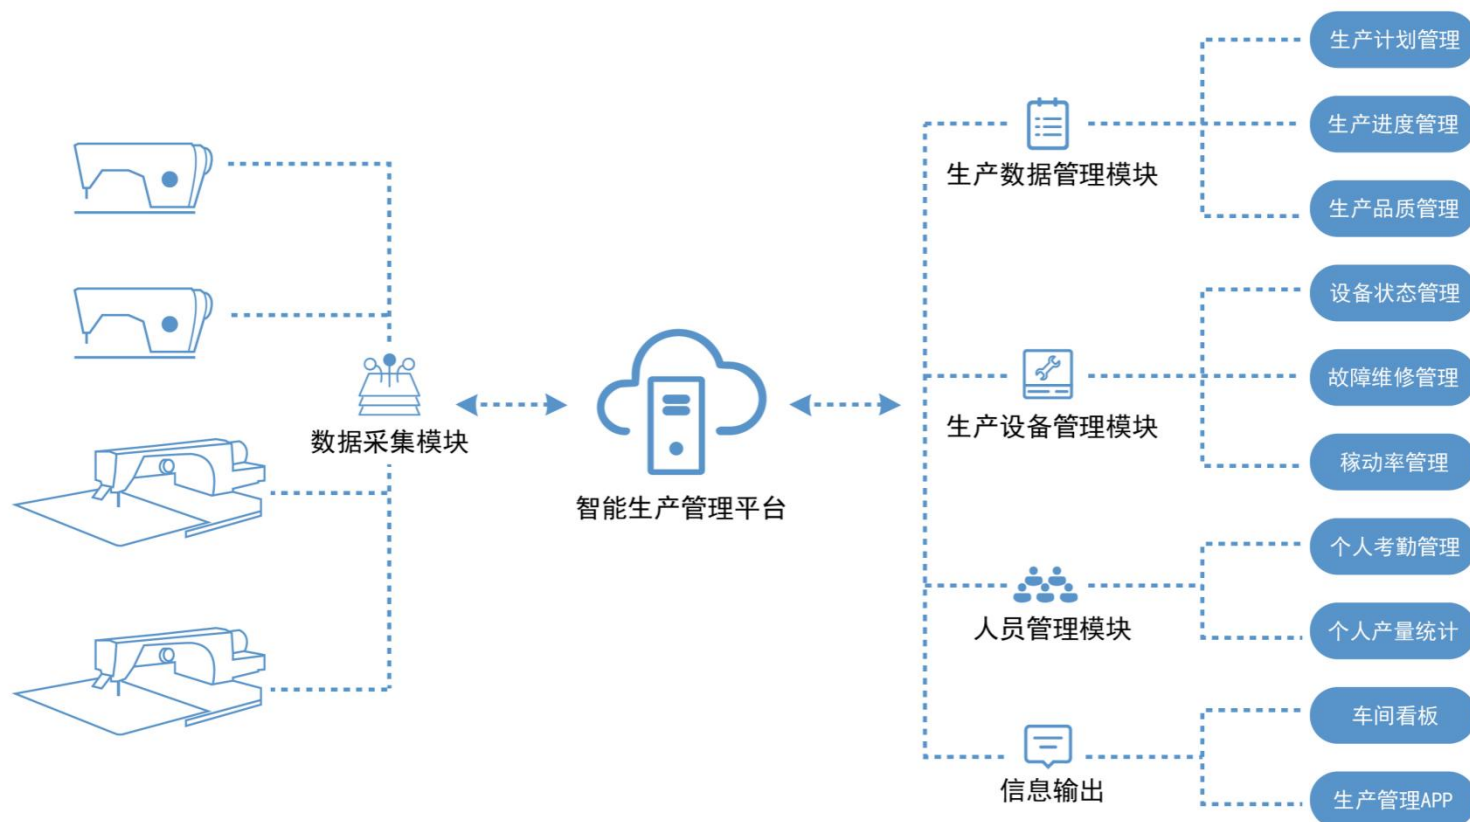 数据采集模块
智能生产管理平台
生产数据管理模块
生产计划管理
生产进度管理
生产品质管理
生产设备管理模块
设备状态管理
故障维修管理
稼动率管理
人员管理模块
个人考勤管理
个人产量统计
信息输出
车间看板
生产管理APP